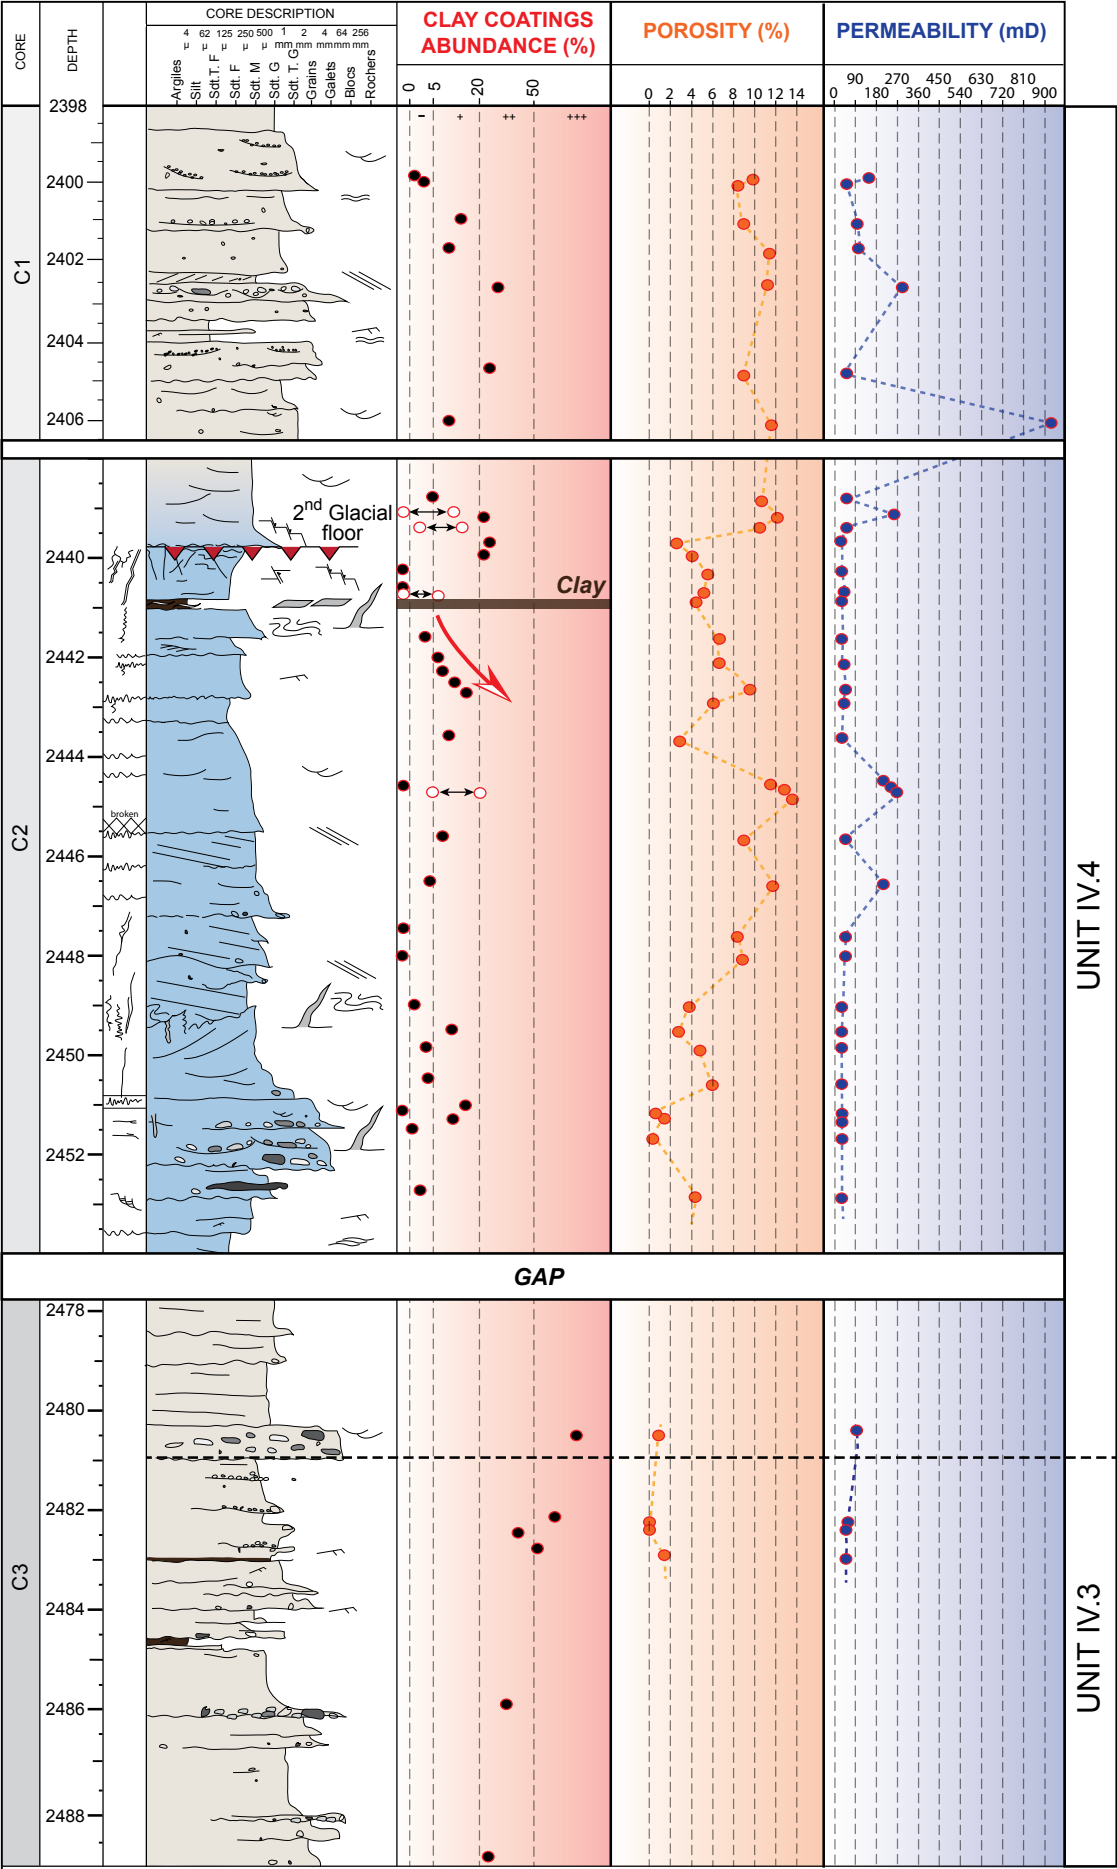 CORE
DEPTH
CORE DESCRIPTION
4 62 125 250 500 1 2 4 64 256
µ µ µ µ µ mm mm mm mm mm
Argiles
Silt
Sdt.T. F
Sdt. F
Sdt. M
Sdt. G
Sdt. T. G
Grains
Galets
Blocs
Rochers
CLAY COATINGS
ABUNDANCE (%)
0 5 20 50
- + ++ +++
POROSITY (%)
0 2 4 6 8 10 12 14
PERMEABILITY (mD)
90 270 450 630 810
0 180 360 540 720 900
C1
2398
2400
2402
2404
2406
C2
2nd Glacial
floor
2440
Clay
2442
2444
broken
2446
2448
2450
2452
GAP
C3
2478
2480
2482
2484
2486
2488
UNIT IV.4
UNIT IV.3